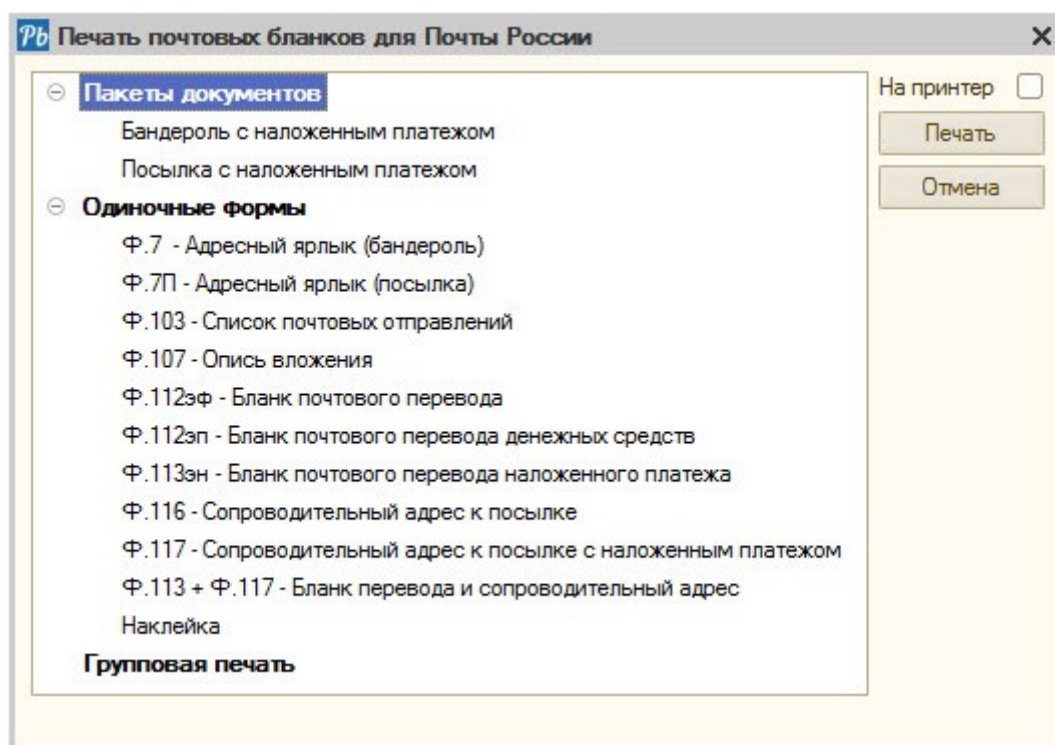 Pb Печать почтовых бланков для Почты России
Пакеты документов
Бандероль с наложенным платежом
Посылка с наложенным платежом
Одиночные формы
Ф.7 - Адресный ярлык (бандероль)
Ф.7П - Адресный ярлык (посылка)
Ф.103 - Список почтовых отправлений
Ф.107 - Опись вложения
Ф.112эф - Бланк почтового перевода
Ф.112эп - Бланк почтового перевода денежных средств
Ф.113эн - Бланк почтового перевода наложенного платежа
Ф.116 - Сопроводительный адрес к посылке
Ф.117 - Сопроводительный адрес к посылке с наложенным платежом
Ф.113 + Ф.117 - Бланк перевода и сопроводительный адрес
Наклейка
Групповая печать
На принтер
Печать
Отмена